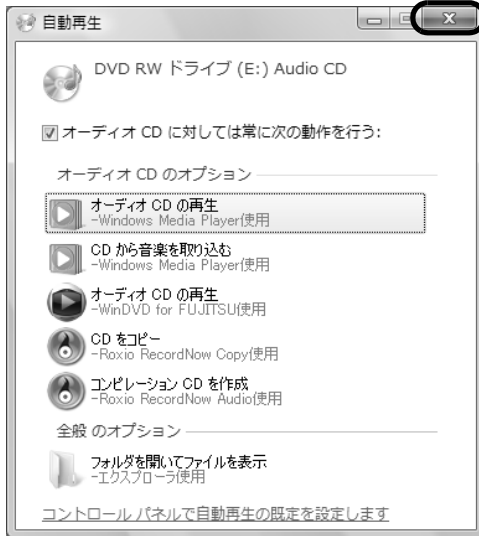 自動再生
DVD RW ドライブ (E:) Audio CD
オーディオ CD に対しては常に次の動作を行う:
オーディオ CD のオプション
オーディオ CD の再生
-Windows Media Player使用
CD から音楽を取り込む
-Windows Media Player使用
オーディオ CD の再生
-WinDVD for FUJITSU使用
CD をコピー
-Roxio RecordNow Copy使用
コンピレーション CD を作成
-Roxio RecordNow Audio使用
全般 のオプション
フォルダを開いてファイルを表示
-エクスプローラ使用
コントロール パネルで自動再生の既定を設定します